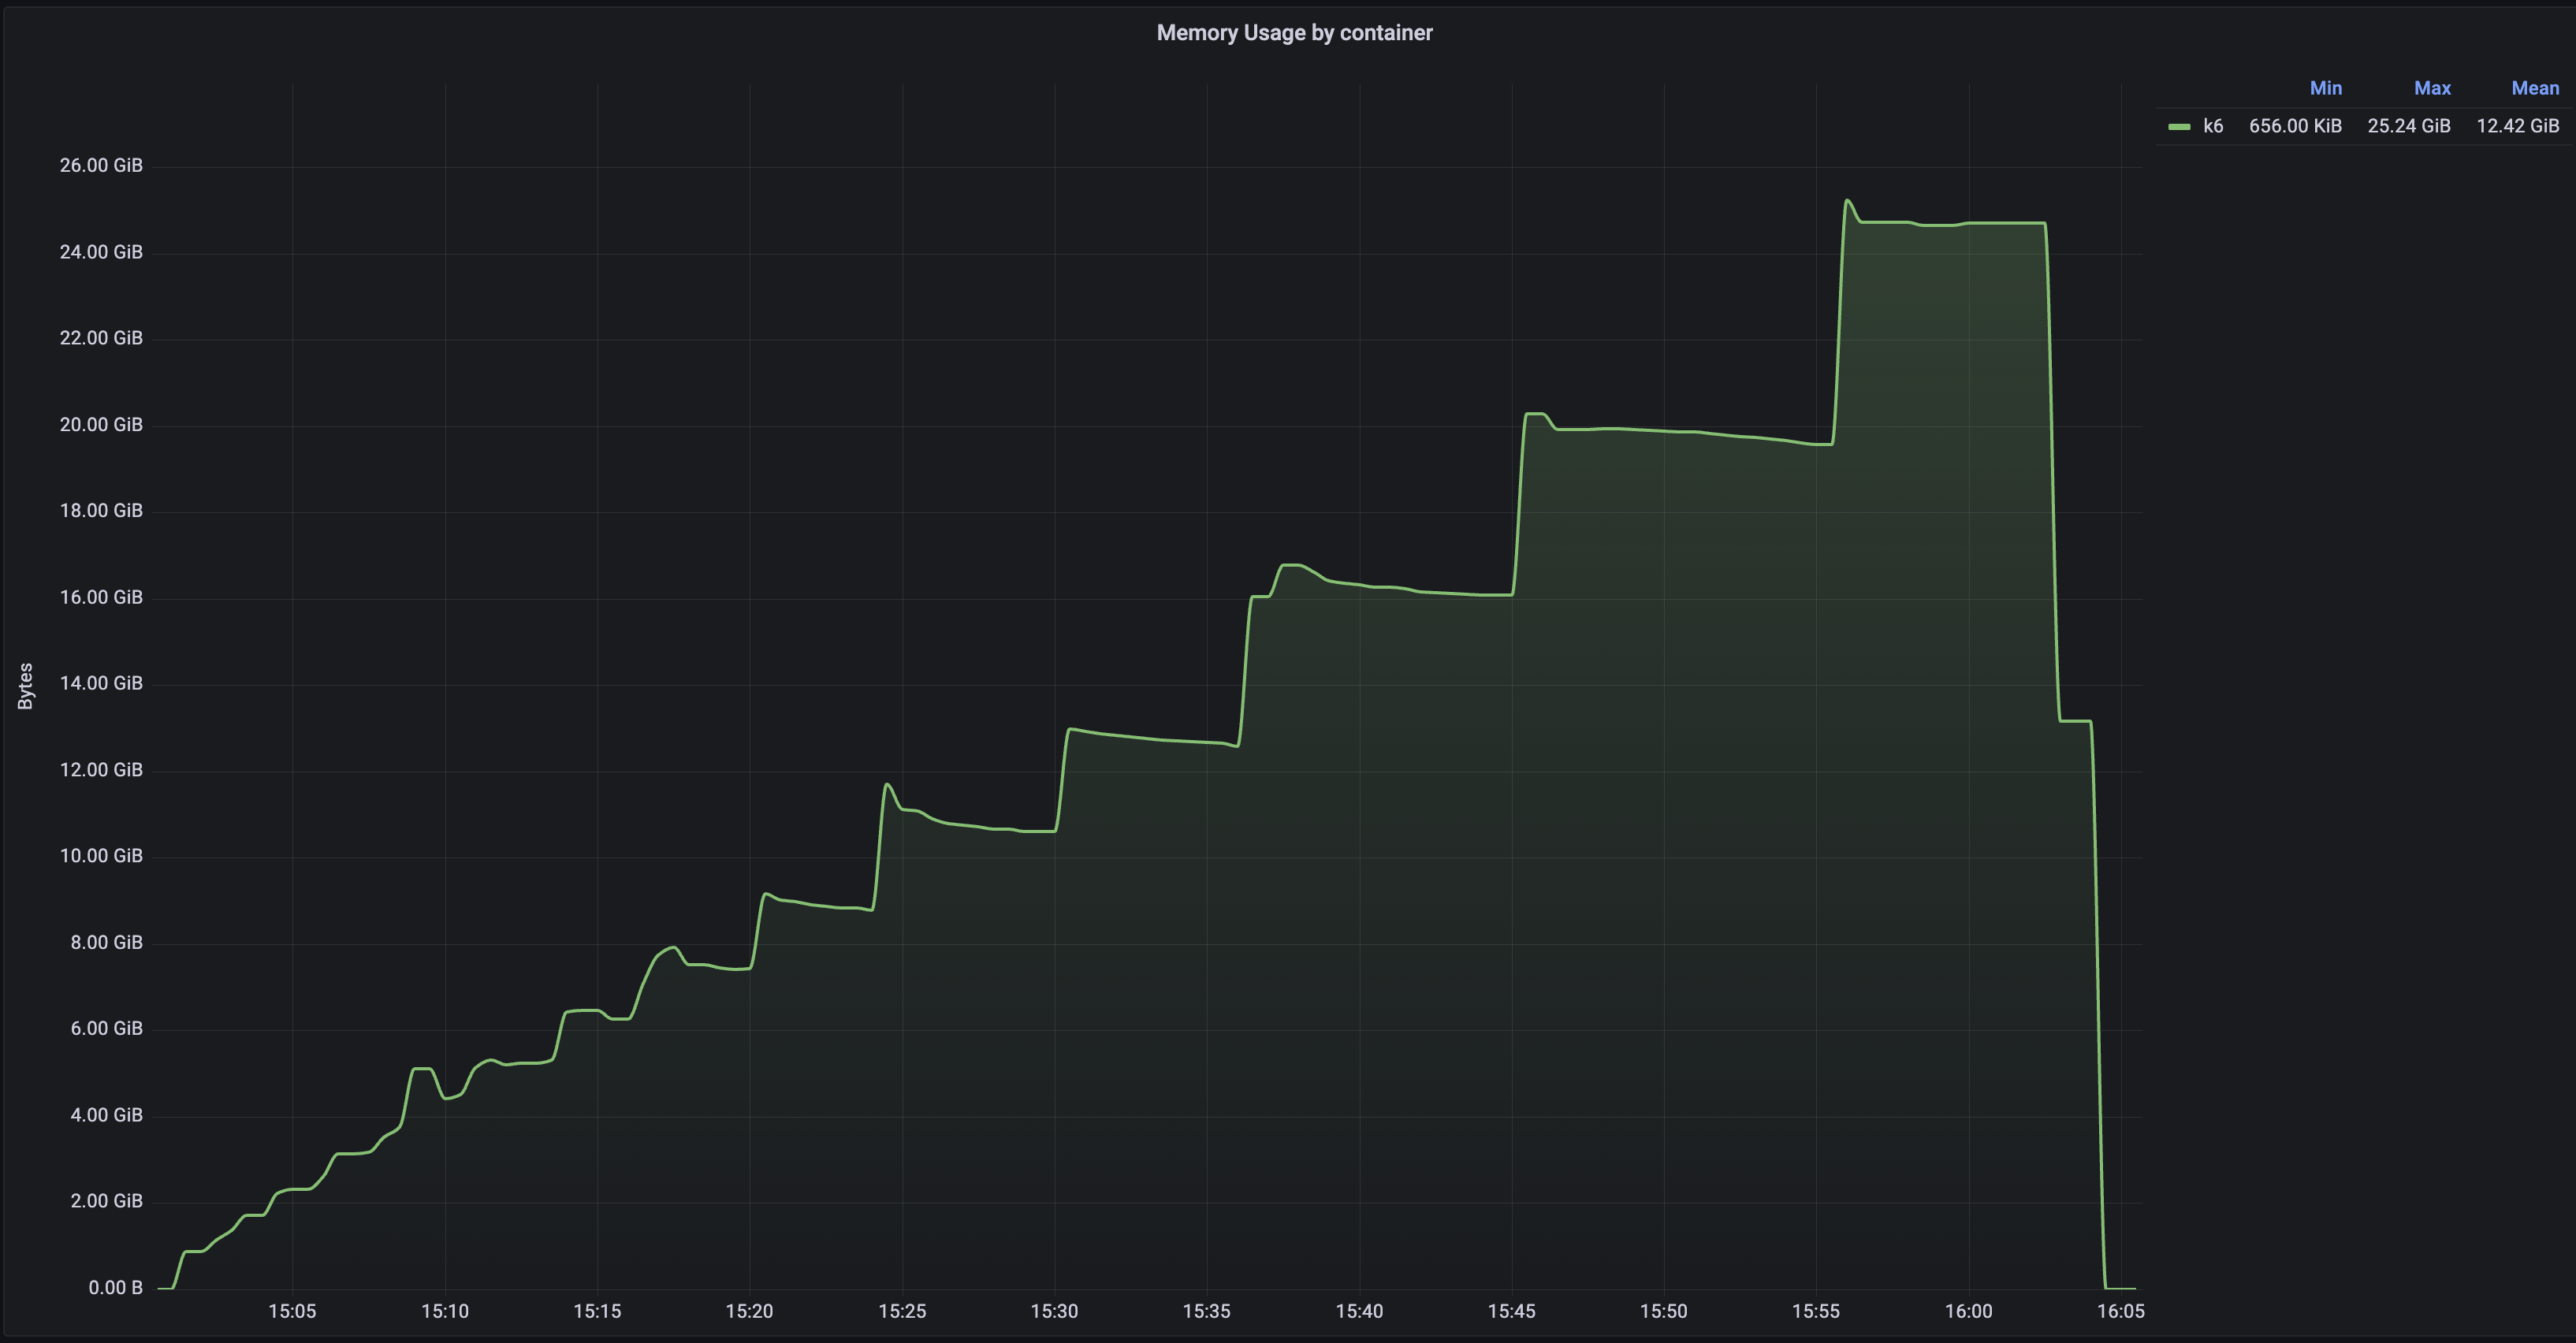 Memory Usage by container
Min Max Mean
k6 656.00 KiB 25.24 GiB 12.42 GiB
26.00 GiB
24.00 GiB
22.00 GiB
20.00 GiB
18.00 GiB
16.00 GiB
14.00 GiB
12.00 GiB
10.00 GiB
8.00 GiB
6.00 GiB
4.00 GiB
2.00 GiB
0.00 B
Bytes
15:05 15:10 15:15 15:20 15:25 15:30 15:35 15:40 15:45 15:50 15:55 16:00 16:05